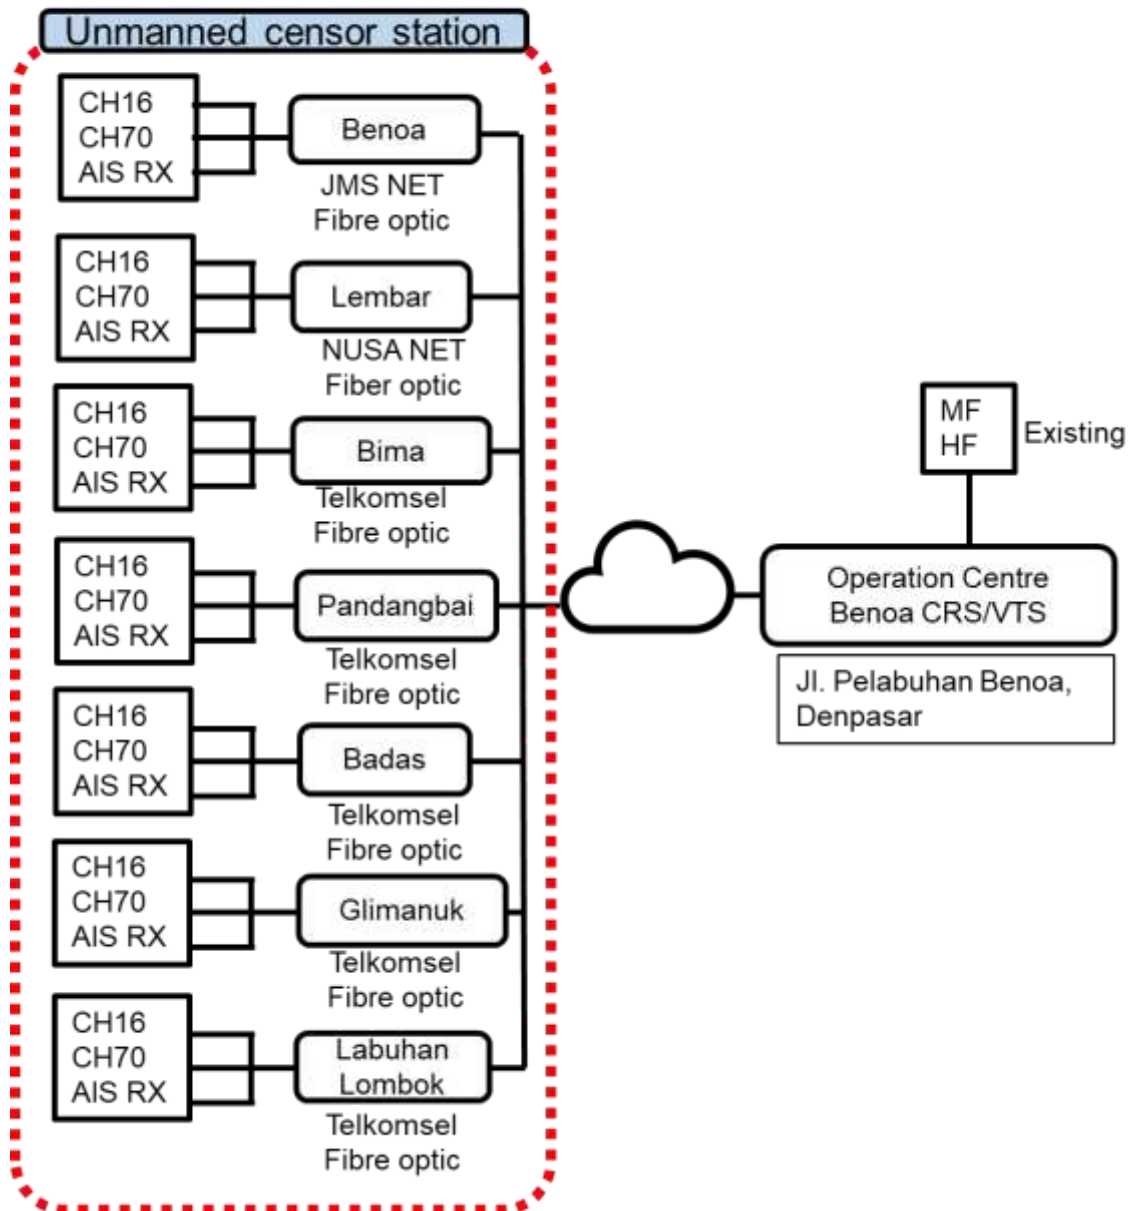 Unmanned censor station
CH16
CH70
AIS RX
Benoa
JMS NET
Fibre optic
CH16
CH70
AIS RX
Lembar
NUSA NET
Fiber optic
CH16
CH70
AIS RX
Bima
Telkomsel
Fibre optic
CH16
CH70
AIS RX
Pandangbai
Telkomsel
Fibre optic
CH16
CH70
AIS RX
Badas
Telkomsel
Fibre optic
CH16
CH70
AIS RX
Glimanuk
Telkomsel
Fibre optic
CH16
CH70
AIS RX
Labuhan
Lombok
Telkomsel
Fibre optic
MF
HF
Existing
Operation Centre
Benoa CRS/VTS
Jl. Pelabuhan Benoa,
Denpasar